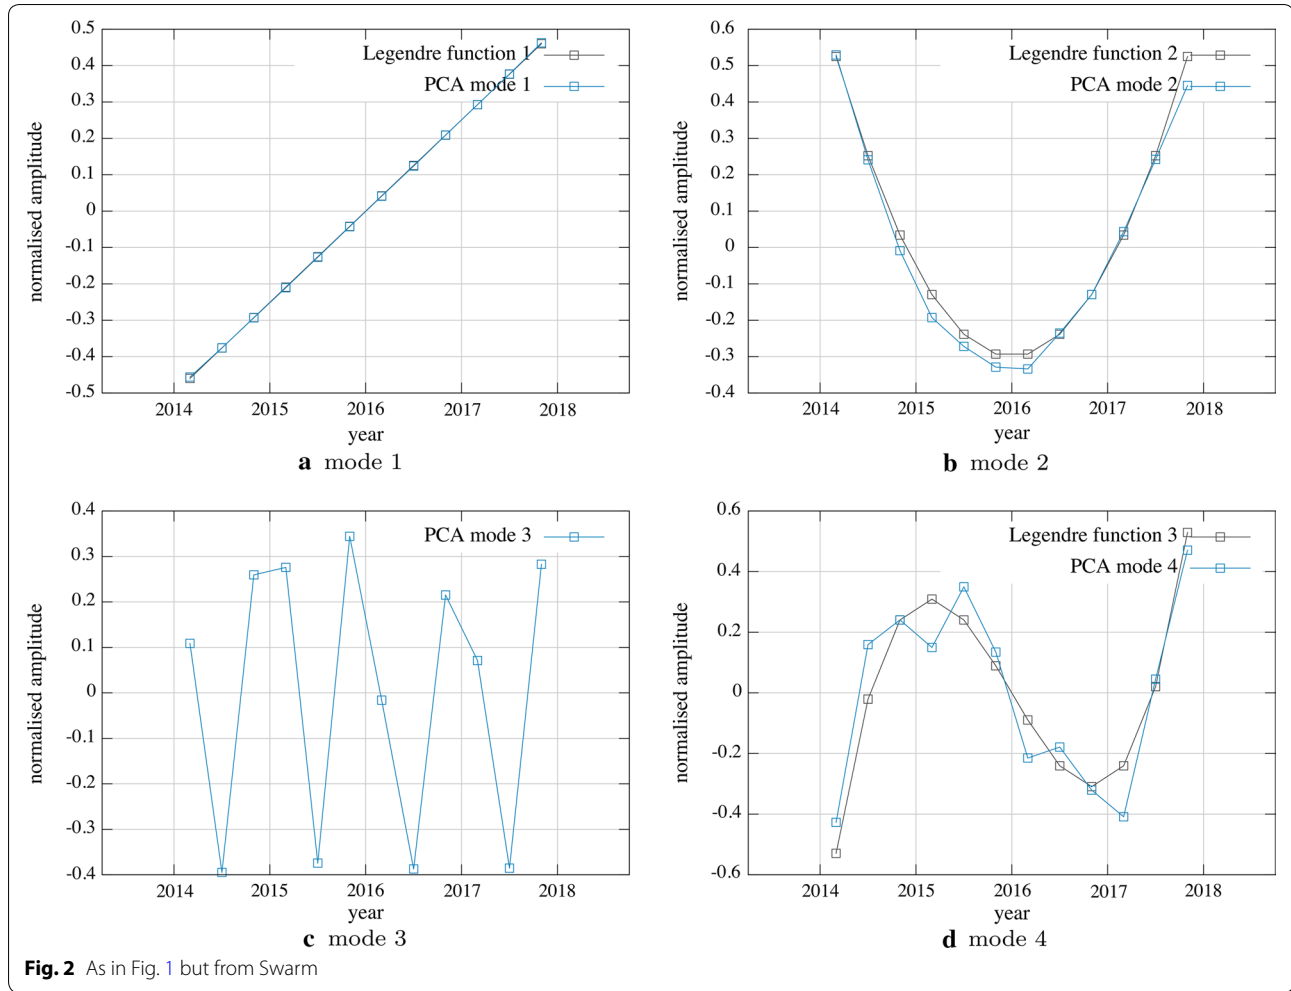 0.5
0.4
0.3
0.2
0.1
0
-0.1
-0.2
-0.3
-0.4
-0.5
normalised amplitude
Legendre function 1
PCA mode 1
2014 2015 2016 2017 2018
year
a mode 1
0.6
0.5
0.4
0.3
0.2
0.1
0
-0.1
-0.2
-0.3
-0.4
normalised amplitude
Legendre function 2
PCA mode 2
2014 2015 2016 2017 2018
year
b mode 2
0.4
0.3
0.2
0.1
0
-0.1
-0.2
-0.3
-0.4
normalised amplitude
PCA mode 3
2014 2015 2016 2017 2018
year
c mode 3
0.6
0.4
0.2
0
-0.2
-0.4
-0.6
normalised amplitude
Legendre function 3
PCA mode 4
2014 2015 2016 2017 2018
year
d mode 4
Fig. 2 As in Fig. 1 but from Swarm